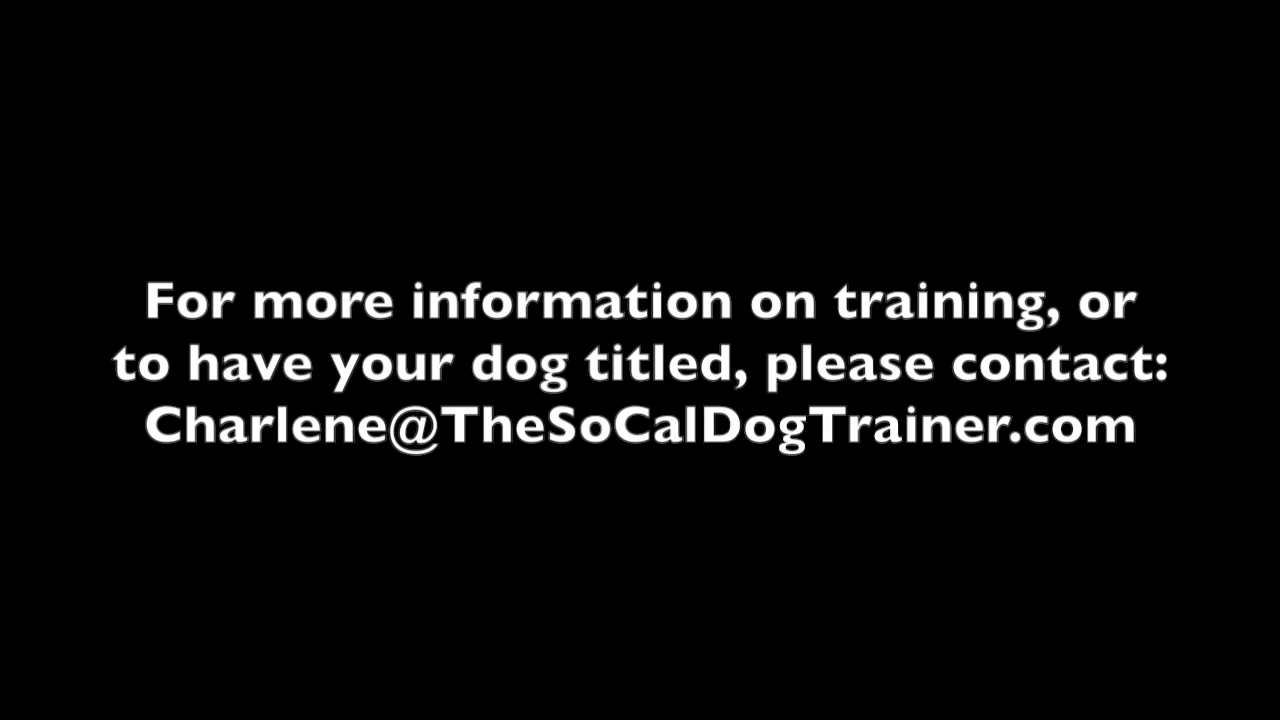 For more information on training, or
to have your dog titled, please contact:
Charlene@TheSoCalDogTrainer.com